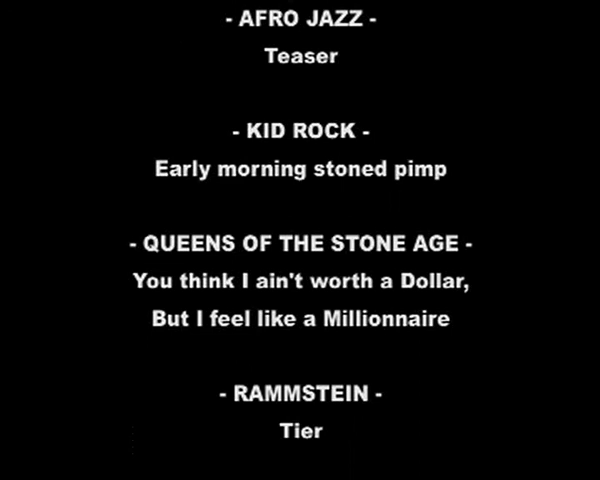 - AFRO JAZZ -
Teaser
- KID ROCK -
Early morning stoned pimp
- QUEENS OF THE STONE AGE -
You think I ain't worth a Dollar,
But I feel like a Millionnaire
- RAMMSTEIN -
Tier